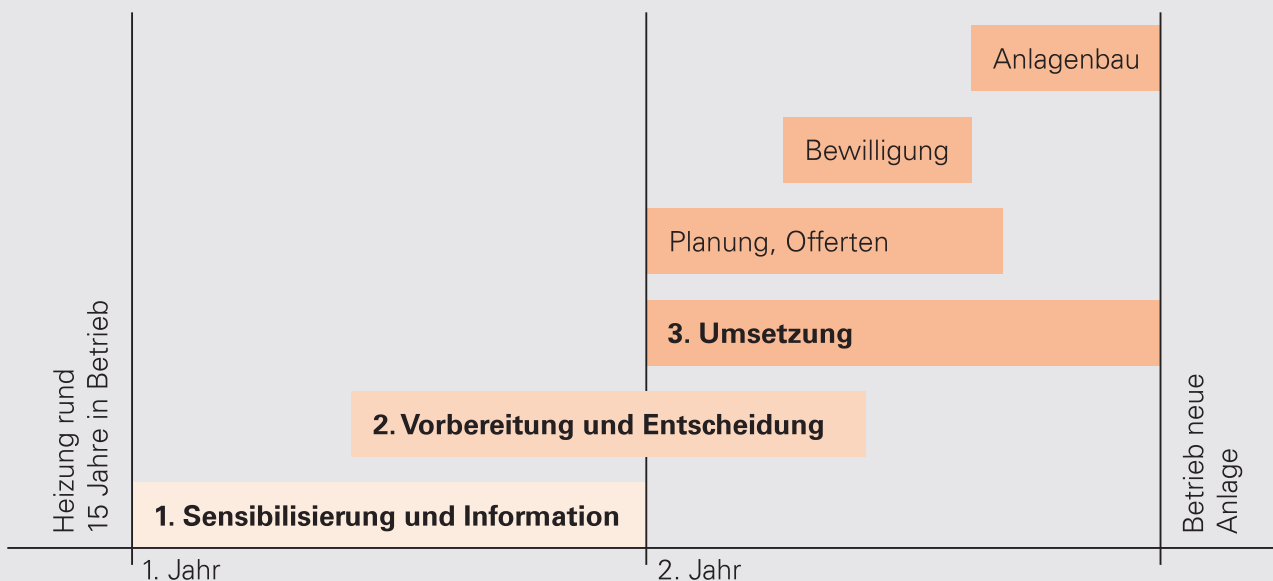 Anlagenbau
Bewilligung
Planung, Offerten
3. Umsetzung
2. Vorbereitung und Entscheidung
1. Sensibilisierung und Information
Heizung rund
15 Jahre in Betrieb
Betrieb neue
Anlage
1. Jahr
2. Jahr